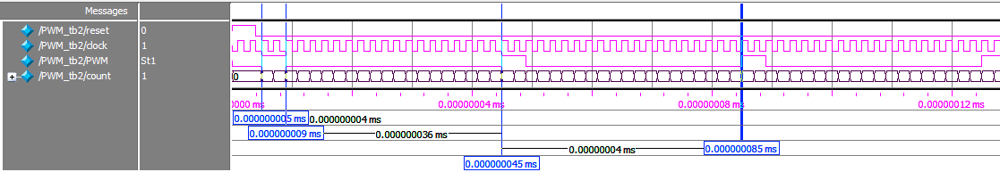 Messages
/PWM_tb2/reset 0
/PWM_tb2/clock 1
/PWM_tb2/PWM St1
/PWM_tb2/count 1 0
0000 ms 0.00000004 ms 0.00000008 ms 0.00000012 ms
0.000000005 ms 0.000000004 ms
0.000000009 ms 0.000000036 ms
0.00000004 ms 0.000000085 ms
0.000000045 ms